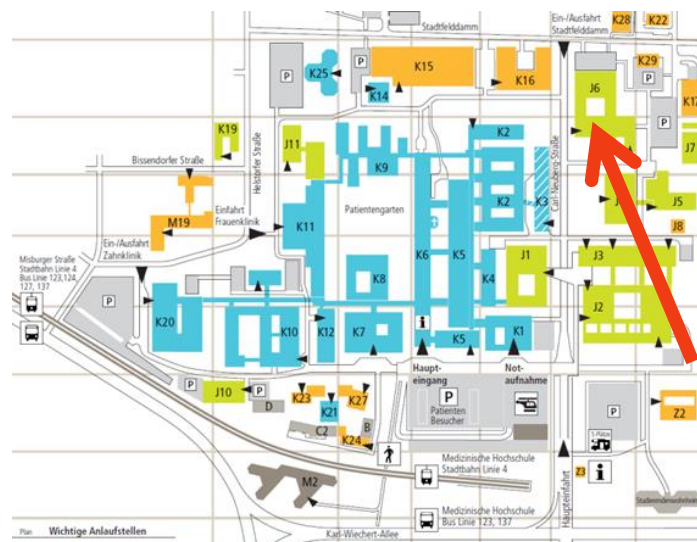 Stadtfelddamm
Ein-/Ausfahrt
Stadtfelddamm
K28
K22
P
K25
P
K14
K15
K16
K29
P
J6
P
K17
K19
J11
Helstorfer Straße
K9
K2
K2
K3
Carl-Neuberg-Straße
J7
Bissendorfer Straße
M19
Einfahrt
Frauenklinik
K11
Patientengarten
K6
K5
J5
J8
Ein-/Ausfahrt
Zahnklinik
Misburger Straße
Stadtbahn Linie 4
Bus Linie 123,124,
127, 137
P
K20
K10
K12
K8
K7
K4
J1
J3
J2
i
K5
K1
Haupt-
eingang
Not-
aufnahme
P
J10
P
D
K23
K21
K27
C2
B
K24
P
Patienten
Besucher
P
Z2
M2
Medizinische Hochschule
Stadtbahn Linie 4
Z3
i
Medizinische Hochschule
Bus Linie 123, 137
Haupteinfahrt
Karl-Wiechert-Allee
Plan Wichtige Anlaufstellen